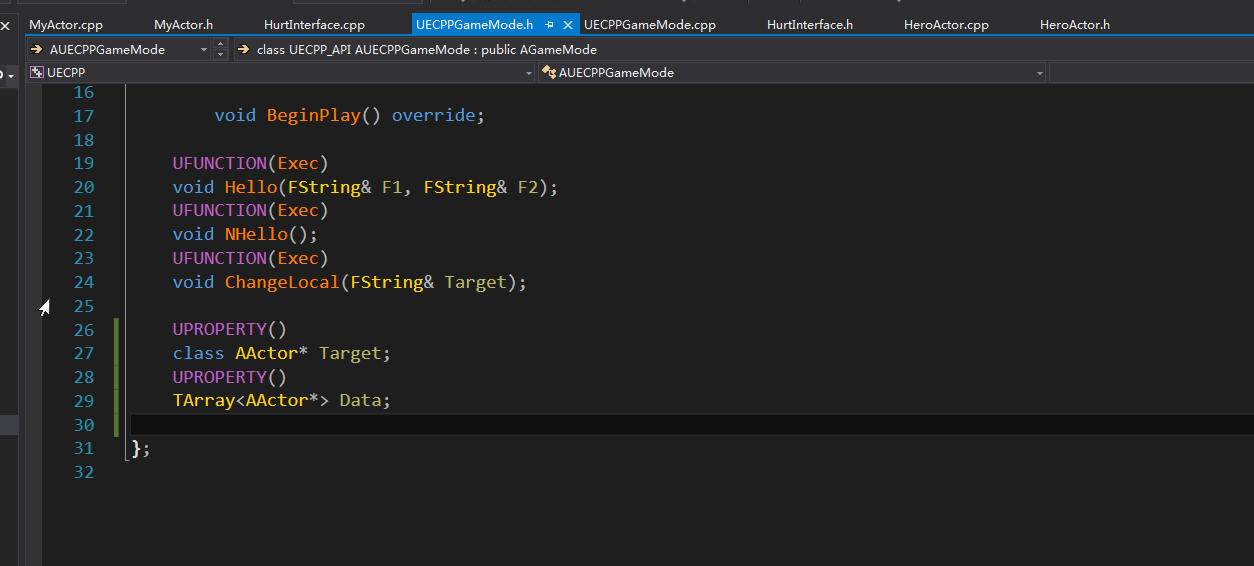 MyActor.cpp MyActor.h HurtInterface.cpp UECPPGameMode.h UECPPGameMode.cpp HurtInterface.h HeroActor.cpp HeroActor.h
AUECPPGameMode class UECPP_API AUECPPGameMode : public AGameMode
UECPP AUECPPGameMode
16
17 void BeginPlay() override;
18
19 UFUNCTION(Exec)
20 void Hello(FString& F1, FString& F2);
21 UFUNCTION(Exec)
22 void NHello();
23 UFUNCTION(Exec)
24 void ChangeLocal(FString& Target);
25
26 UPROPERTY()
27 class AActor* Target;
28 UPROPERTY()
29 TArray<AActor*> Data;
30
31 };
32